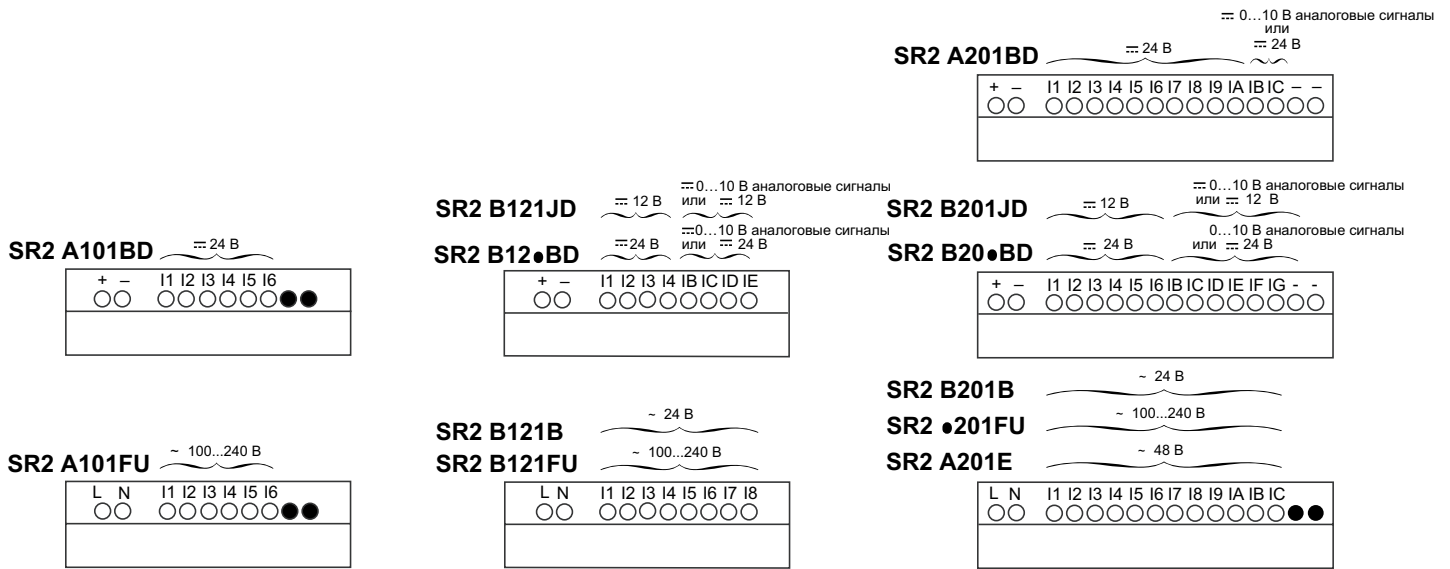 ⎓ 0…10 В аналоговые сигналы
или
SR2 A201BD ⎓ 24 В ⎓ 24 В
+ – I1 I2 I3 I4 I5 I6 I7 I8 I9 IA IB IC – –
⎓ 0…10 В аналоговые сигналы
SR2 B121JD ⎓ 12 В или ⎓ 12 В
⎓0…10 В аналоговые сигналы
SR2 B12●BD ⎓24 В или ⎓ 24 В
+ – I1 I2 I3 I4 IB IC ID IE
⎓ 0…10 В аналоговые сигналы
SR2 B201JD ⎓ 12 В или ⎓ 12 В
0…10 В аналоговые сигналы
SR2 B20●BD ⎓ 24 В или ⎓ 24 В
+ – I1 I2 I3 I4 I5 I6 IB IC ID IE IF IG - -
SR2 A101BD ⎓ 24 В
+ – I1 I2 I3 I4 I5 I6
SR2 A101FU ~ 100...240 В
L N I1 I2 I3 I4 I5 I6
SR2 B121B ~ 24 В
SR2 B121FU ~ 100...240 В
L N I1 I2 I3 I4 I5 I6 I7 I8
SR2 B201B ~ 24 В
SR2 ●201FU ~ 100...240 В
SR2 A201E ~ 48 В
L N I1 I2 I3 I4 I5 I6 I7 I8 I9 IA IB IC